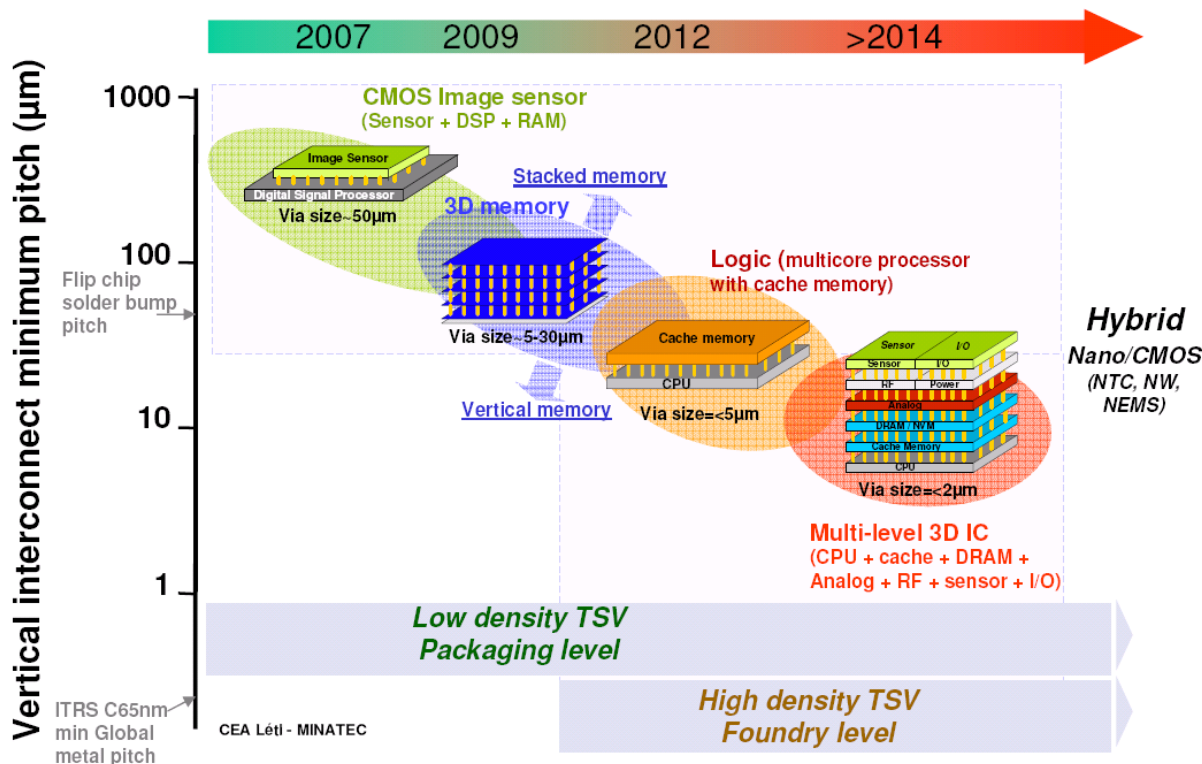 2007 2009 2012 >2014
Vertical interconnect minimum pitch (µm)
1000
100
10
1
Flip chip
solder bump
pitch
ITRS C65nm
min Global
metal pitch
CMOS Image sensor
(Sensor + DSP + RAM)
Image Sensor
Digital Signal Processor
Via size~50µm
Stacked memory
3D memory
Via size~5-30µm
Vertical memory
Logic (multicore processor
with cache memory)
Cache memory
CPU
Via size=<5µm
Sensor I/O
Sensor I/O
RF Power
Analog
DRAM / NVM
Cache Memory
CPU
Via size=<2µm
Multi-level 3D IC
(CPU + cache + DRAM +
Analog + RF + sensor + I/O)
Hybrid
Nano/CMOS
(NTC, NW,
NEMS)
Low density TSV
Packaging level
High density TSV
Foundry level
CEA Léti - MINATEC